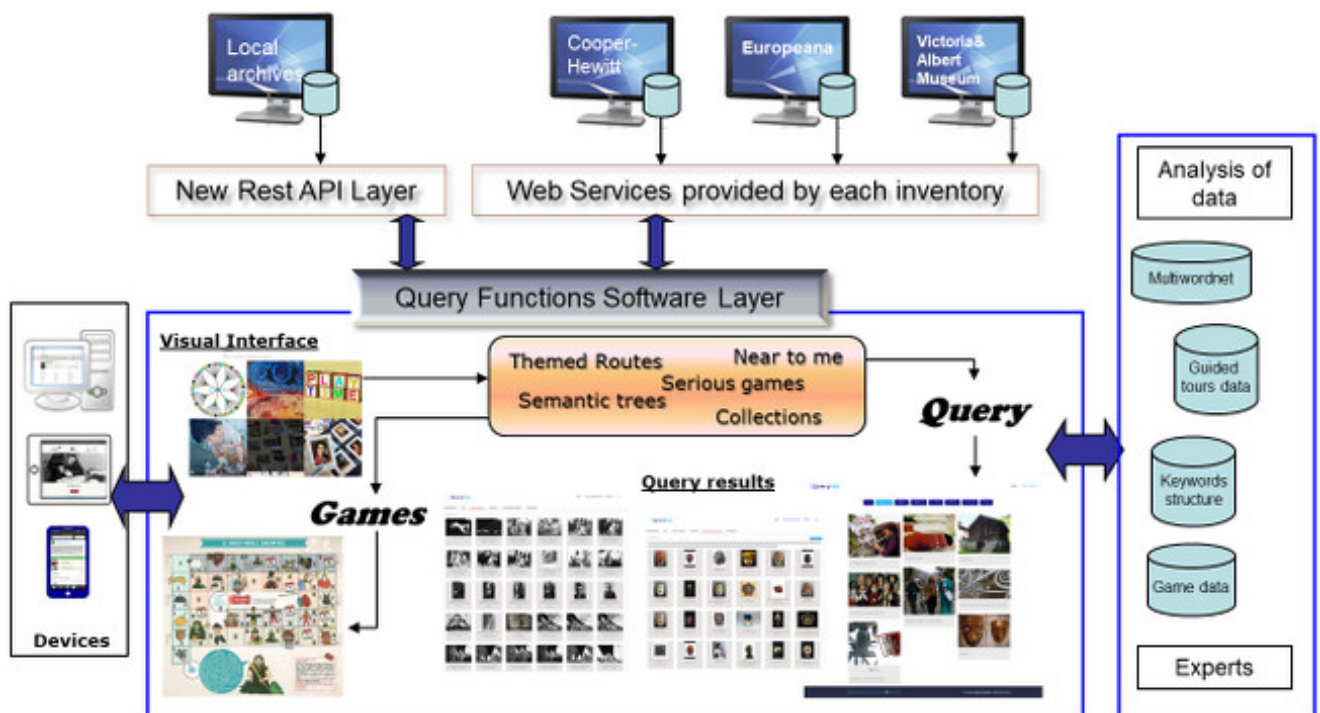 Local
archives
Cooper-
Hewitt
Europeana
Victoria&
Albert
Museum
New Rest API Layer
Web Services provided by each inventory
Query Functions Software Layer
Visual Interface
PLAY
TIME
Themed Routes
Near to me
Serious games
Semantic trees
Collections
Query
Games
Query results
Devices
Analysis of
data
Multiwordnet
Guided
tours data
Keywords
structure
Game data
Experts